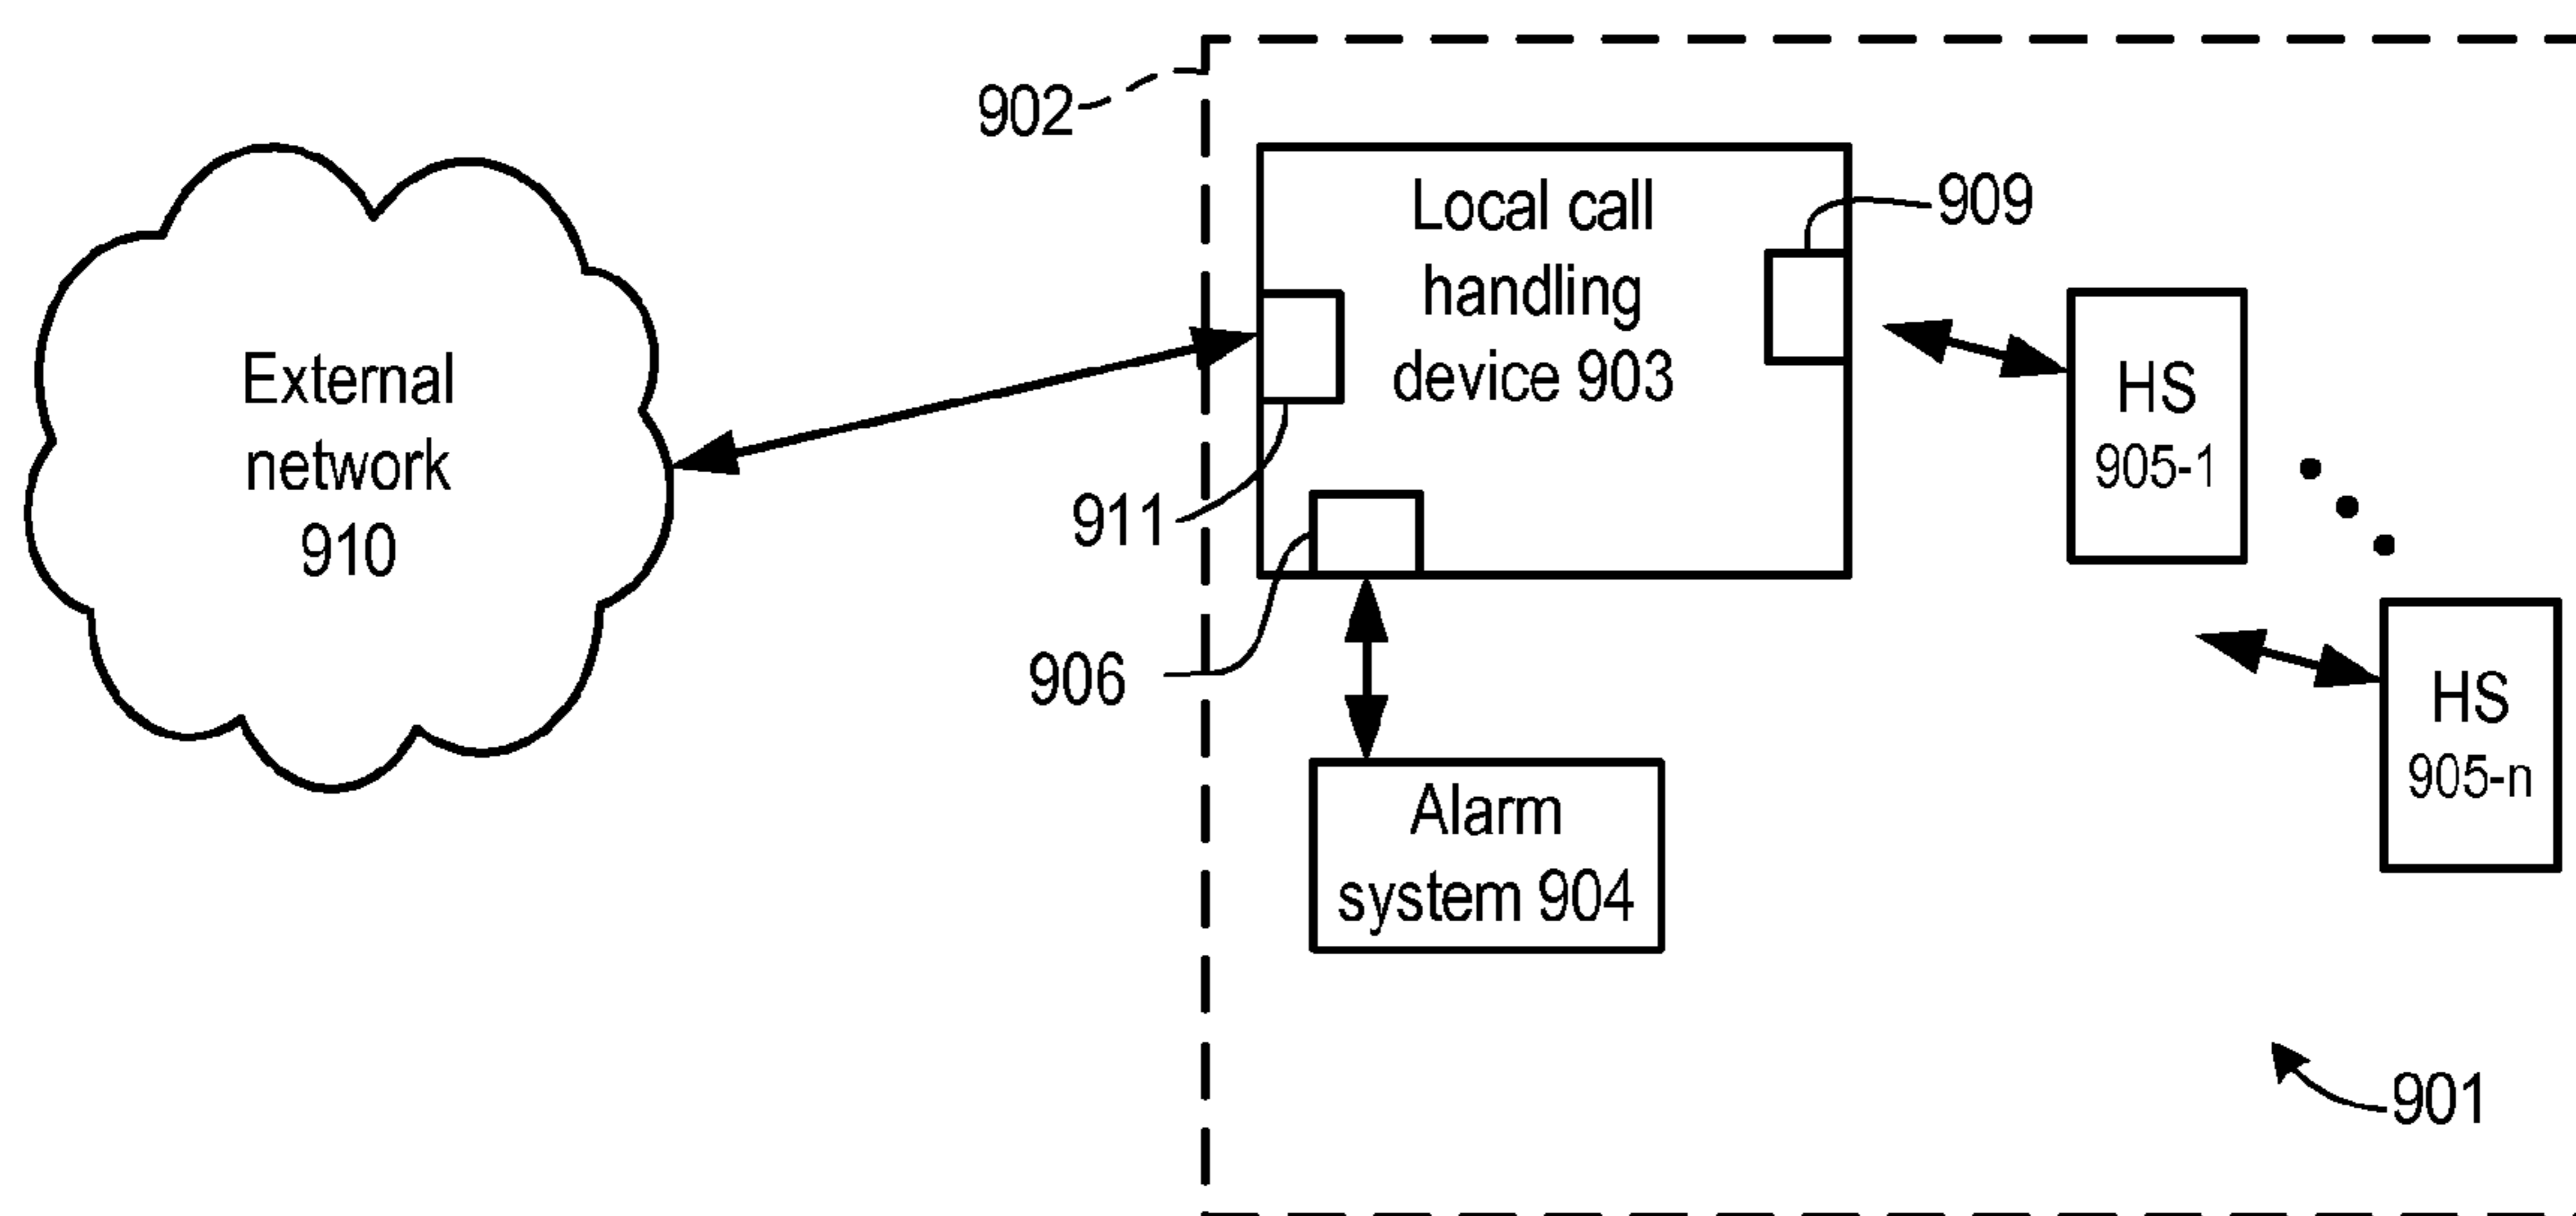 902
Local call
handling
device 903
909
External
network
910
HS
905-1
911
906
HS
905-n
Alarm
system 904
901